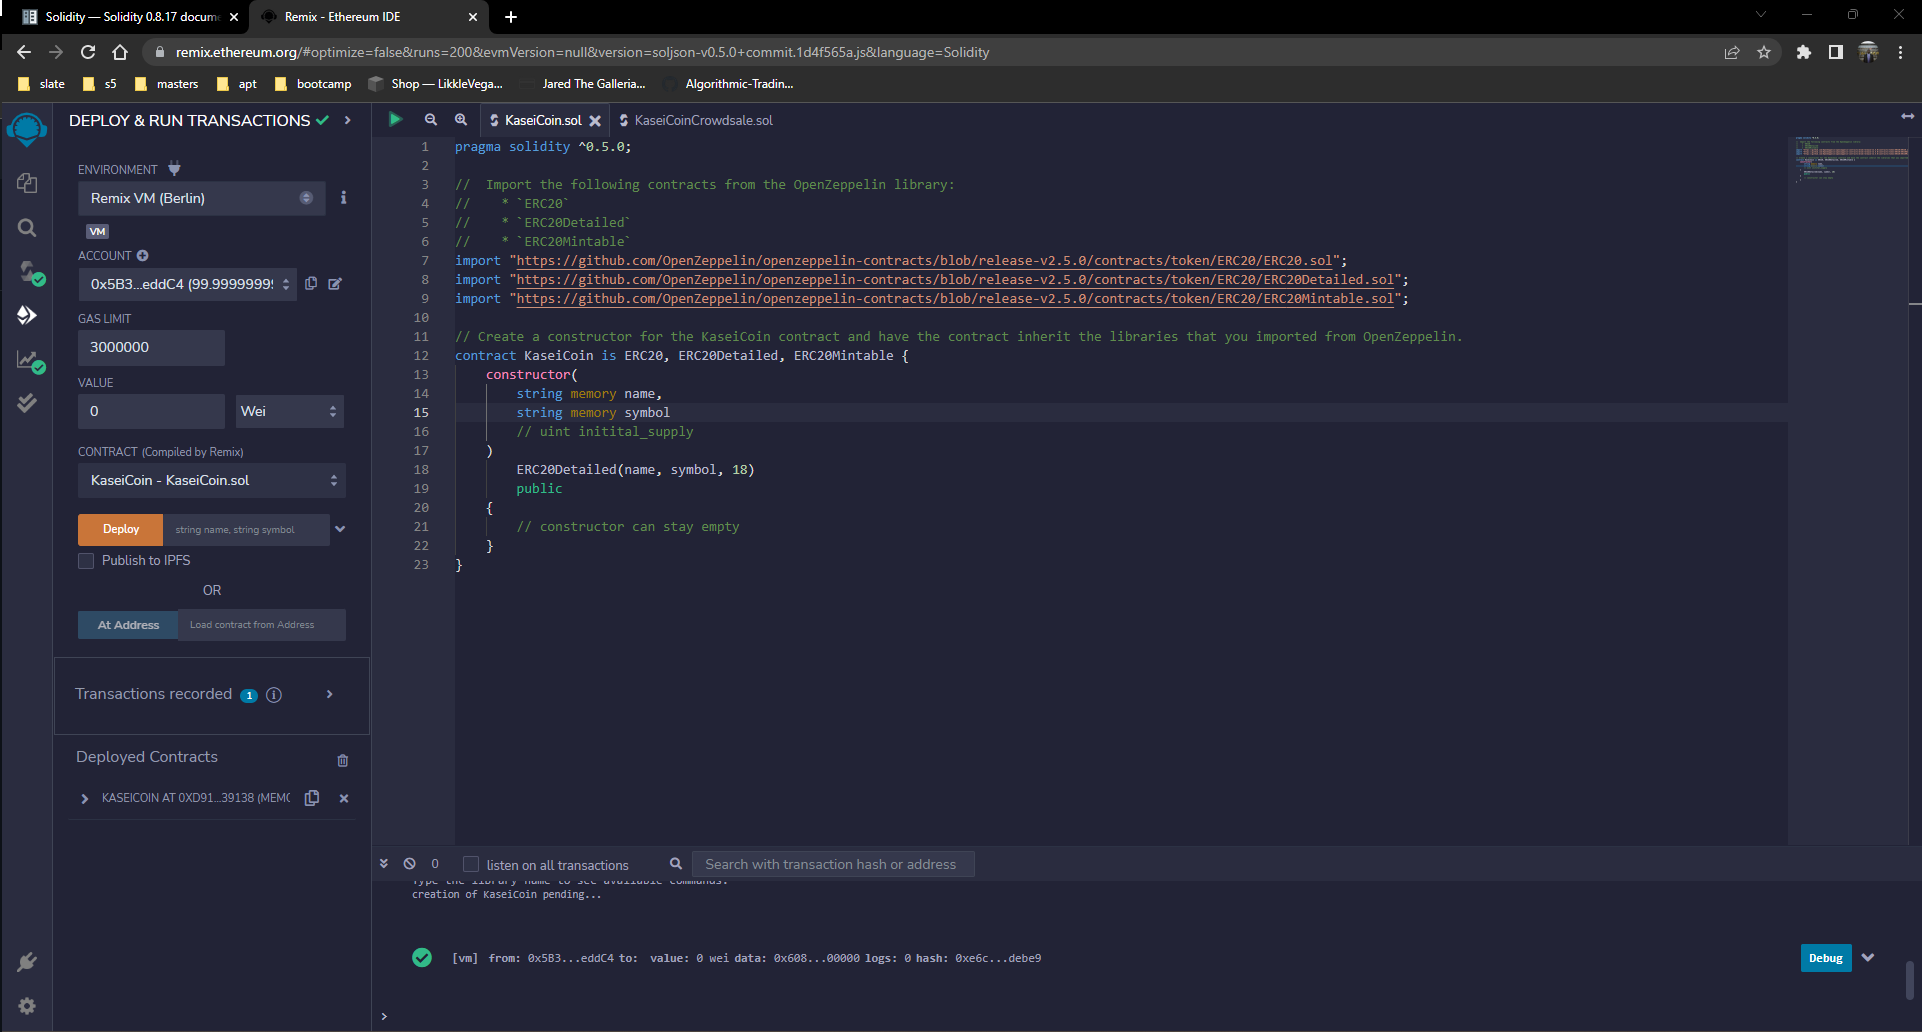 Solidity — Solidity 0.8.17 docum
Remix - Ethereum IDE
remix.ethereum.org/#optimize=false&runs=200&evmVersion=null&version=soljson-v0.5.0+commit.1d4f565a.js&language=Solidity
slate
s5
masters
apt
bootcamp
Shop — LikkleVega...
Jared The Galleria...
Algorithmic-Tradin...
DEPLOY & RUN TRANSACTIONS
ENVIRONMENT
Remix VM (Berlin)
VM
ACCOUNT
0x5B3...eddC4 (99.9999999
GAS LIMIT
3000000
VALUE
0
Wei
CONTRACT (Compiled by Remix)
KaseiCoin - KaseiCoin.sol
Deploy
string name, string symbol
Publish to IPFS
OR
At Address
Load contract from Address
Transactions recorded 1
Deployed Contracts
KASEICOIN AT 0XD91...39138 (MEMO
KaseiCoin.sol
KaseiCoinCrowdsale.sol
1 pragma solidity ^0.5.0;
2
3 //  Import the following contracts from the OpenZeppelin library:
4 //    * `ERC20`
5 //    * `ERC20Detailed`
6 //    * `ERC20Mintable`
7 import "https://github.com/OpenZeppelin/openzeppelin-contracts/blob/release-v2.5.0/contracts/token/ERC20/ERC20.sol";
8 import "https://github.com/OpenZeppelin/openzeppelin-contracts/blob/release-v2.5.0/contracts/token/ERC20/ERC20Detailed.sol";
9 import "https://github.com/OpenZeppelin/openzeppelin-contracts/blob/release-v2.5.0/contracts/token/ERC20/ERC20Mintable.sol";
10
11 // Create a constructor for the KaseiCoin contract and have the contract inherit the libraries that you imported from OpenZeppelin.
12 contract KaseiCoin is ERC20, ERC20Detailed, ERC20Mintable {
13     constructor(
14         string memory name,
15         string memory symbol
16         // uint initital_supply
17     )
18         ERC20Detailed(name, symbol, 18)
19         public
20     {
21         // constructor can stay empty
22     }
23 }
0
listen on all transactions
Search with transaction hash or address
Type the library name to see available commands.
creation of KaseiCoin pending...
[vm] from: 0x5B3...eddC4 to: value: 0 wei data: 0x608...00000 logs: 0 hash: 0xe6c...debe9
Debug
>